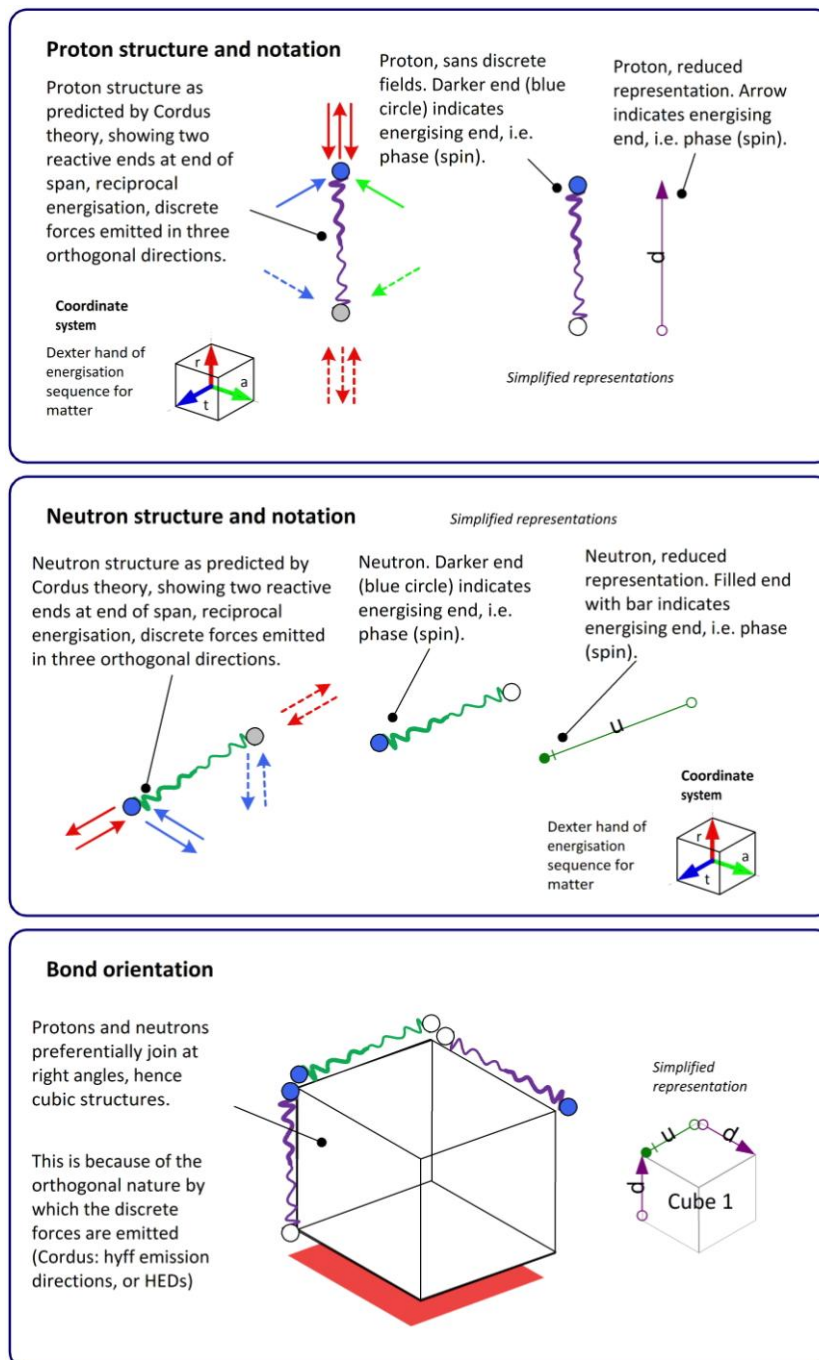 Proton structure and notation
Proton structure as
predicted by Cordus
theory, showing two
reactive ends at end of
span, reciprocal
energisation, discrete
forces emitted in three
orthogonal directions.
Proton, sans discrete
fields. Darker end (blue
circle) indicates
energising end, i.e.
phase (spin).
Proton, reduced
representation. Arrow
indicates energising
end, i.e. phase (spin).
p
Simplified representations
Coordinate
system
Dexter hand of
energisation
sequence for
matter
r
a
t
Neutron structure and notation
Simplified representations
Neutron structure as predicted by
Cordus theory, showing two reactive
ends at end of span, reciprocal
energisation, discrete forces emitted
in three orthogonal directions.
Neutron. Darker end
(blue circle) indicates
energising end, i.e.
phase (spin).
Neutron, reduced
representation. Filled end
with bar indicates
energising end, i.e. phase
(spin).
n
Coordinate
system
Dexter hand of
energisation
sequence for
matter
r
a
t
Bond orientation
Protons and neutrons
preferentially join at
right angles, hence
cubic structures.
This is because of the
orthogonal nature by
which the discrete
forces are emitted
(Cordus: hyff emission
directions, or HEDs)
Simplified
representation
n
p
p
Cube 1